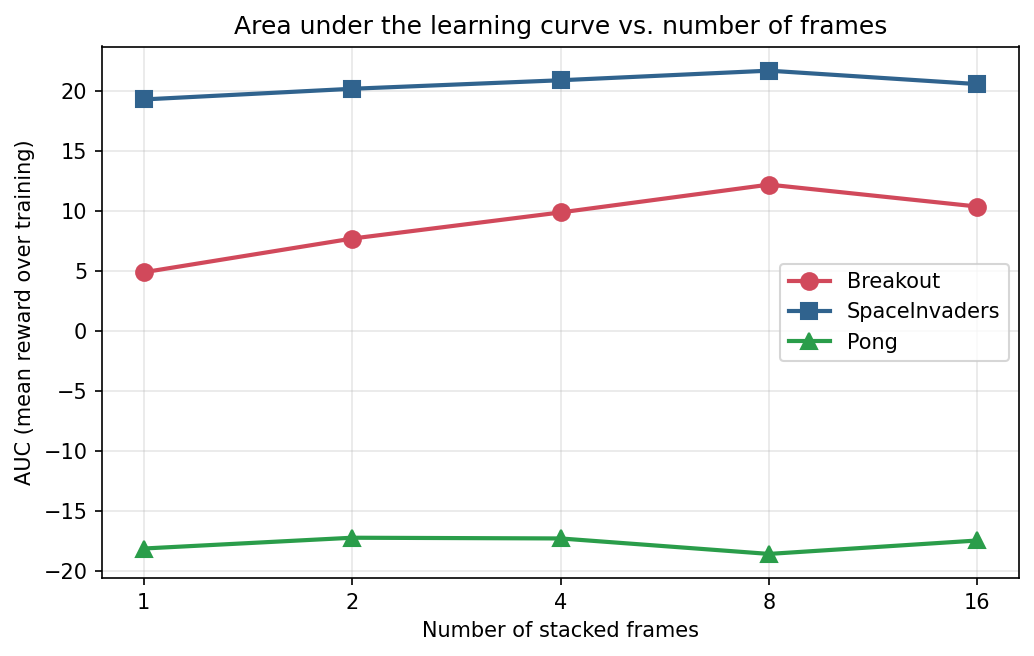 Area under the learning curve vs. number of frames
AUC (mean reward over training)
20
15
10
5
0
−5
−10
−15
−20
Breakout
SpaceInvaders
Pong
1 2 4 8 16
Number of stacked frames